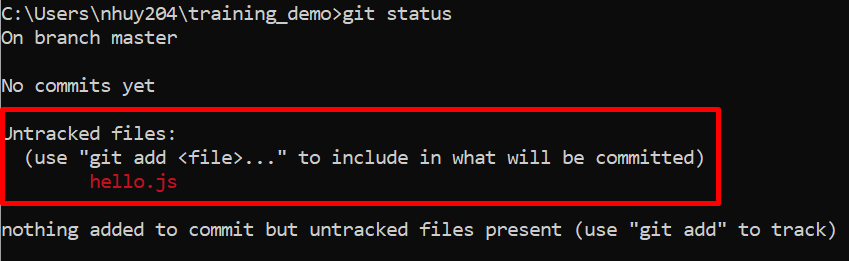 C:\Users\nhuy204\training_demo>git status
On branch master
No commits yet
Untracked files:
(use "git add <file>..." to include in what will be committed)
hello.js
nothing added to commit but untracked files present (use "git add" to track)